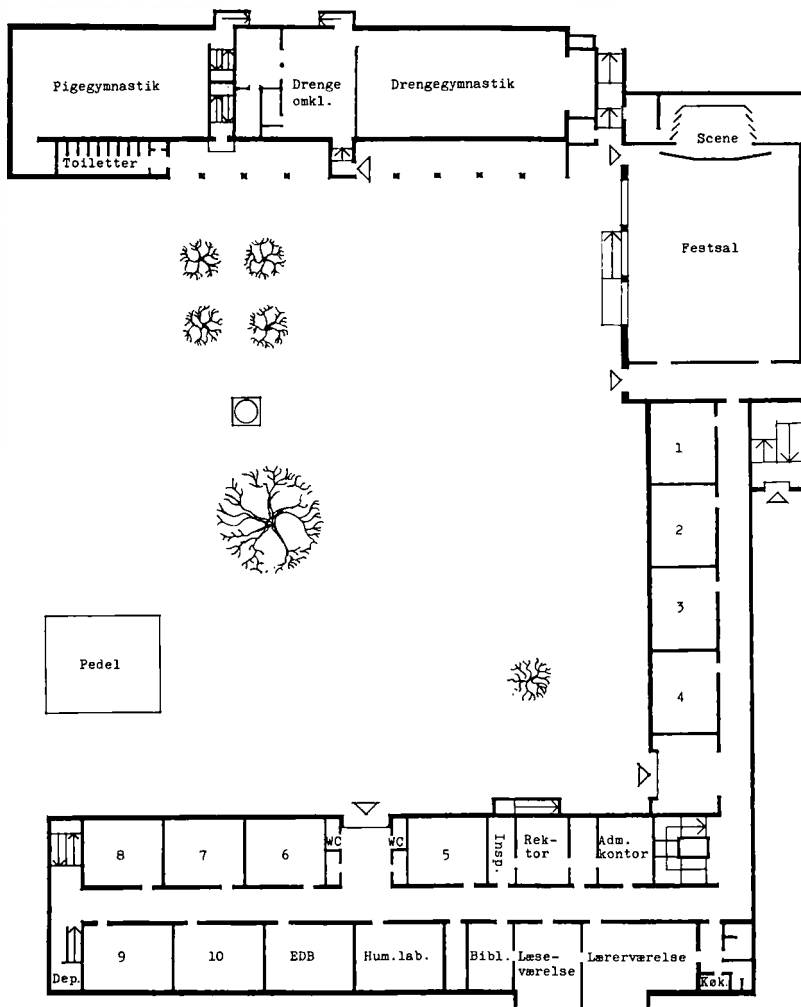 Pigegymnastik
Drenge
omkl.
Drengegymnastik
Scene
Toiletter
Festsal
1
2
3
4
Pedel
8
7
6
WC
WC
5
Insp.
Rek-
tor
Adm.
kontor
9
10
EDB
Hum.lab.
Bibl.
Læse-
værelse
Lærerværelse
Dep.
Køk.